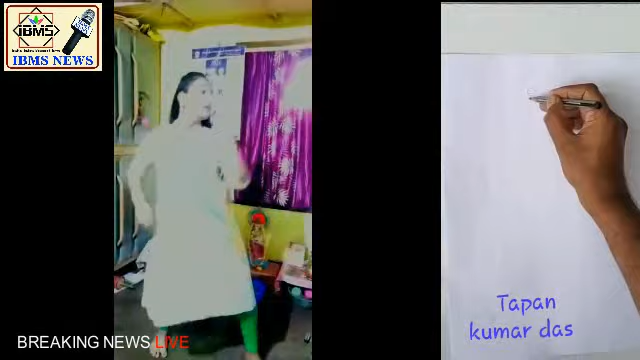 IBMS
IBMS NEWS
Tapan
kumar das
BREAKING NEWS LIVE